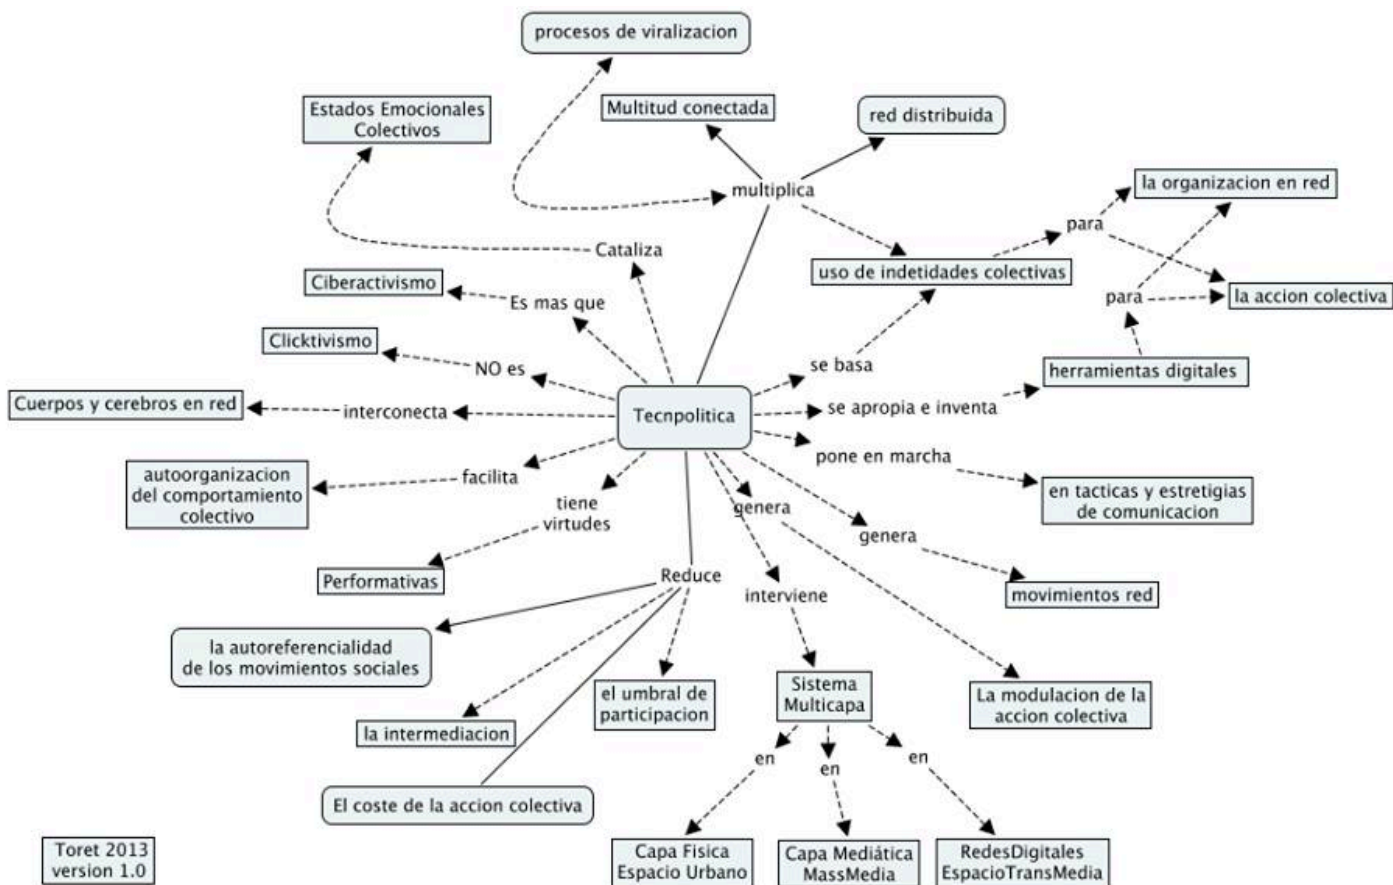 procesos de viralizacion
Estados Emocionales
Colectivos
Multitud conectada
red distribuida
multiplica
la organizacion en red
para
Cataliza
uso de indetidades colectivas
Ciberactivismo
Es mas que
para
la accion colectiva
Clicktivismo
NO es
se basa
herramientas digitales
Cuerpos y cerebros en red
interconecta
Tecnpolitica
se apropia e inventa
pone en marcha
autoorganizacion
del comportamiento
colectivo
facilita
tiene
virtudes
genera
en tacticas y estretigias
de comunicacion
genera
Performativas
Reduce
interviene
movimientos red
la autoreferencialidad
de los movimientos sociales
el umbral de
participacion
Sistema
Multicapa
La modulacion de la
accion colectiva
la intermediacion
en
en
en
El coste de la accion colectiva
Toret 2013
version 1.0
Capa Fisica
Espacio Urbano
Capa Mediática
MassMedia
RedesDigitales
EspacioTransMedia